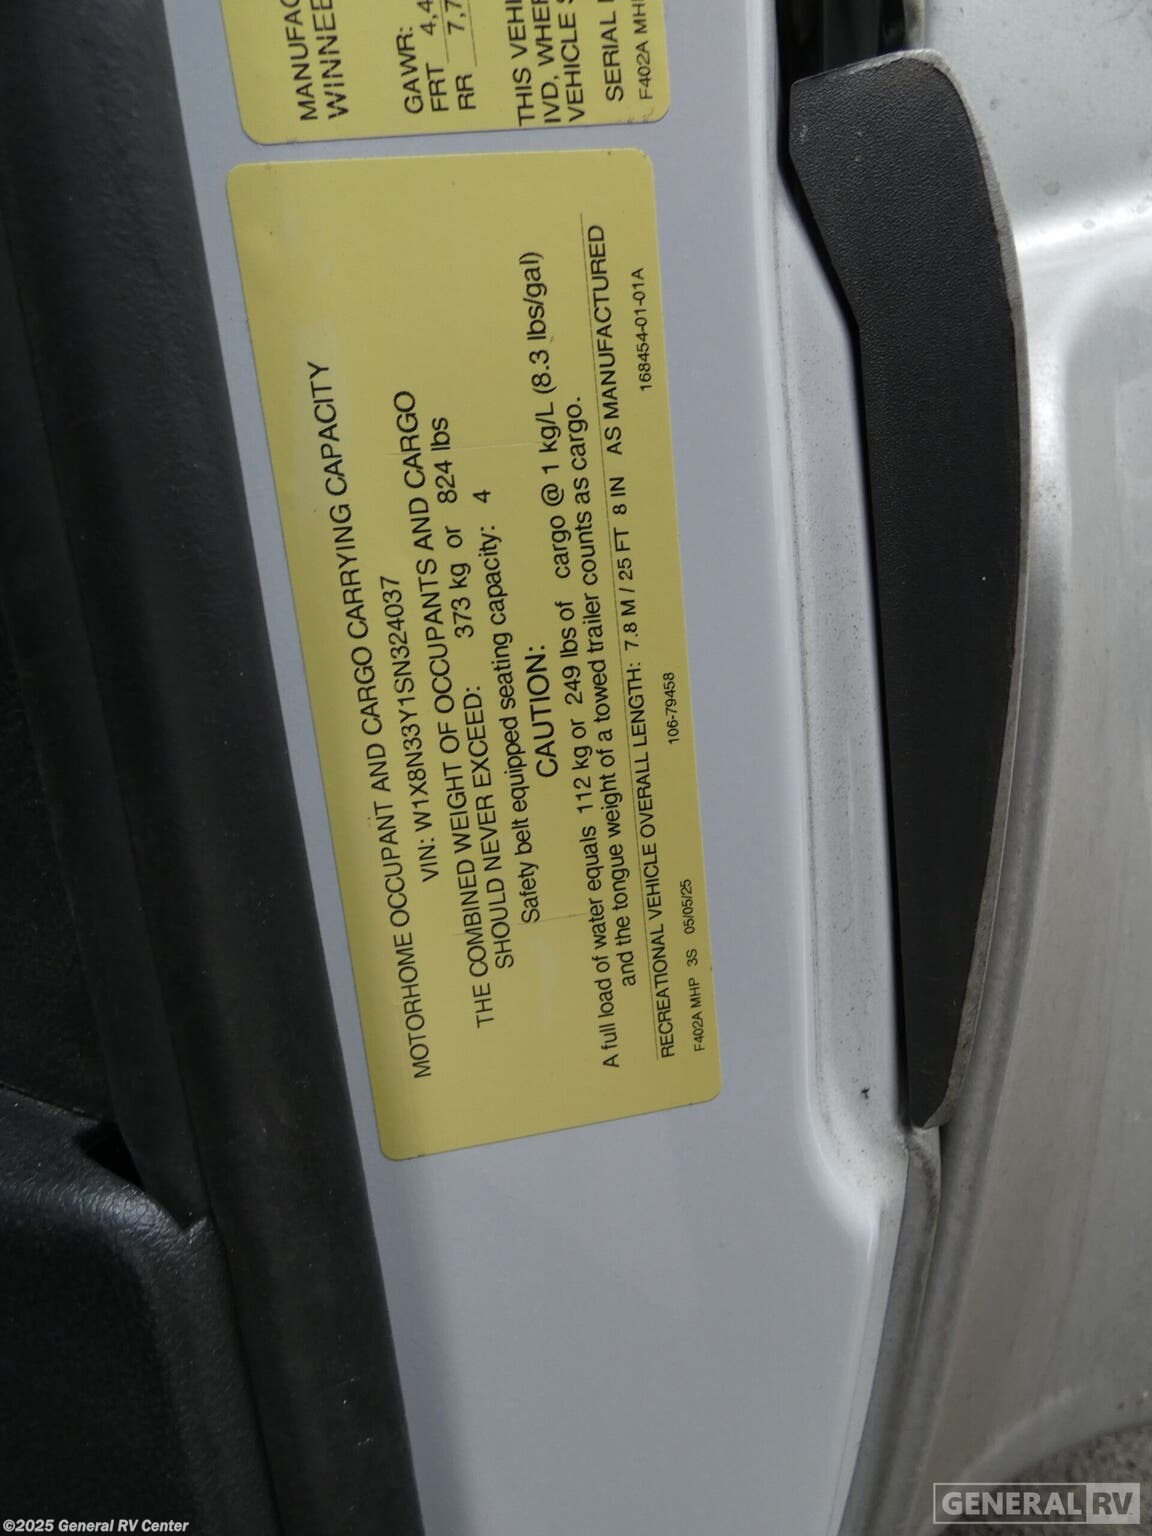 MANUFAC
WINNEB
GAWR:
FRT 4,4
RR 7,7
THIS VEHI
IVD, WHER
VEHICLE S
SERIAL
F402A MH
MOTORHOME OCCUPANT AND CARGO CARRYING CAPACITY
VIN: W1X8N33Y1SN324037
THE COMBINED WEIGHT OF OCCUPANTS AND CARGO
SHOULD NEVER EXCEED: 373 kg or 824 lbs
Safety belt equipped seating capacity: 4
CAUTION:
A full load of water equals 112 kg or 249 lbs of cargo @ 1 kg/L (8.3 lbs/gal)
and the tongue weight of a towed trailer counts as cargo.
RECREATIONAL VEHICLE OVERALL LENGTH: 7.8 M / 25 FT 8 IN AS MANUFACTURED
F402A MHP 3S 05/05/25 106-79458 168454-01-01A
©2025 General RV Center
GENERAL RV